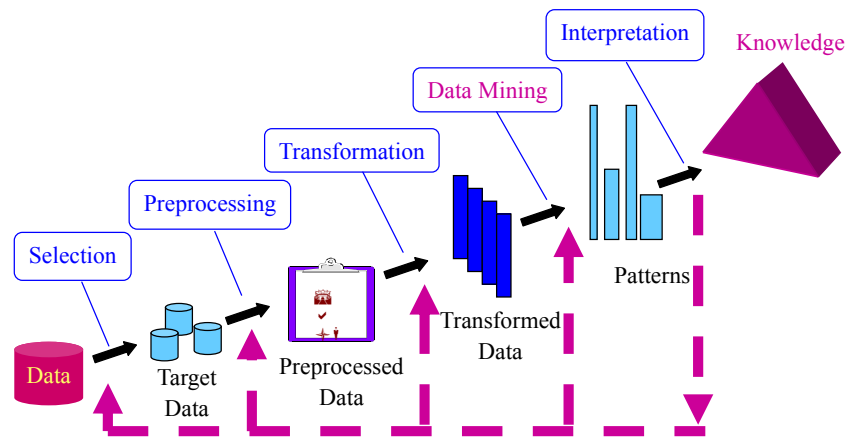 Interpretation
Knowledge
Data Mining
Transformation
Preprocessing
Selection
Patterns
Transformed
Data
Preprocessed
Data
Target
Data
Data